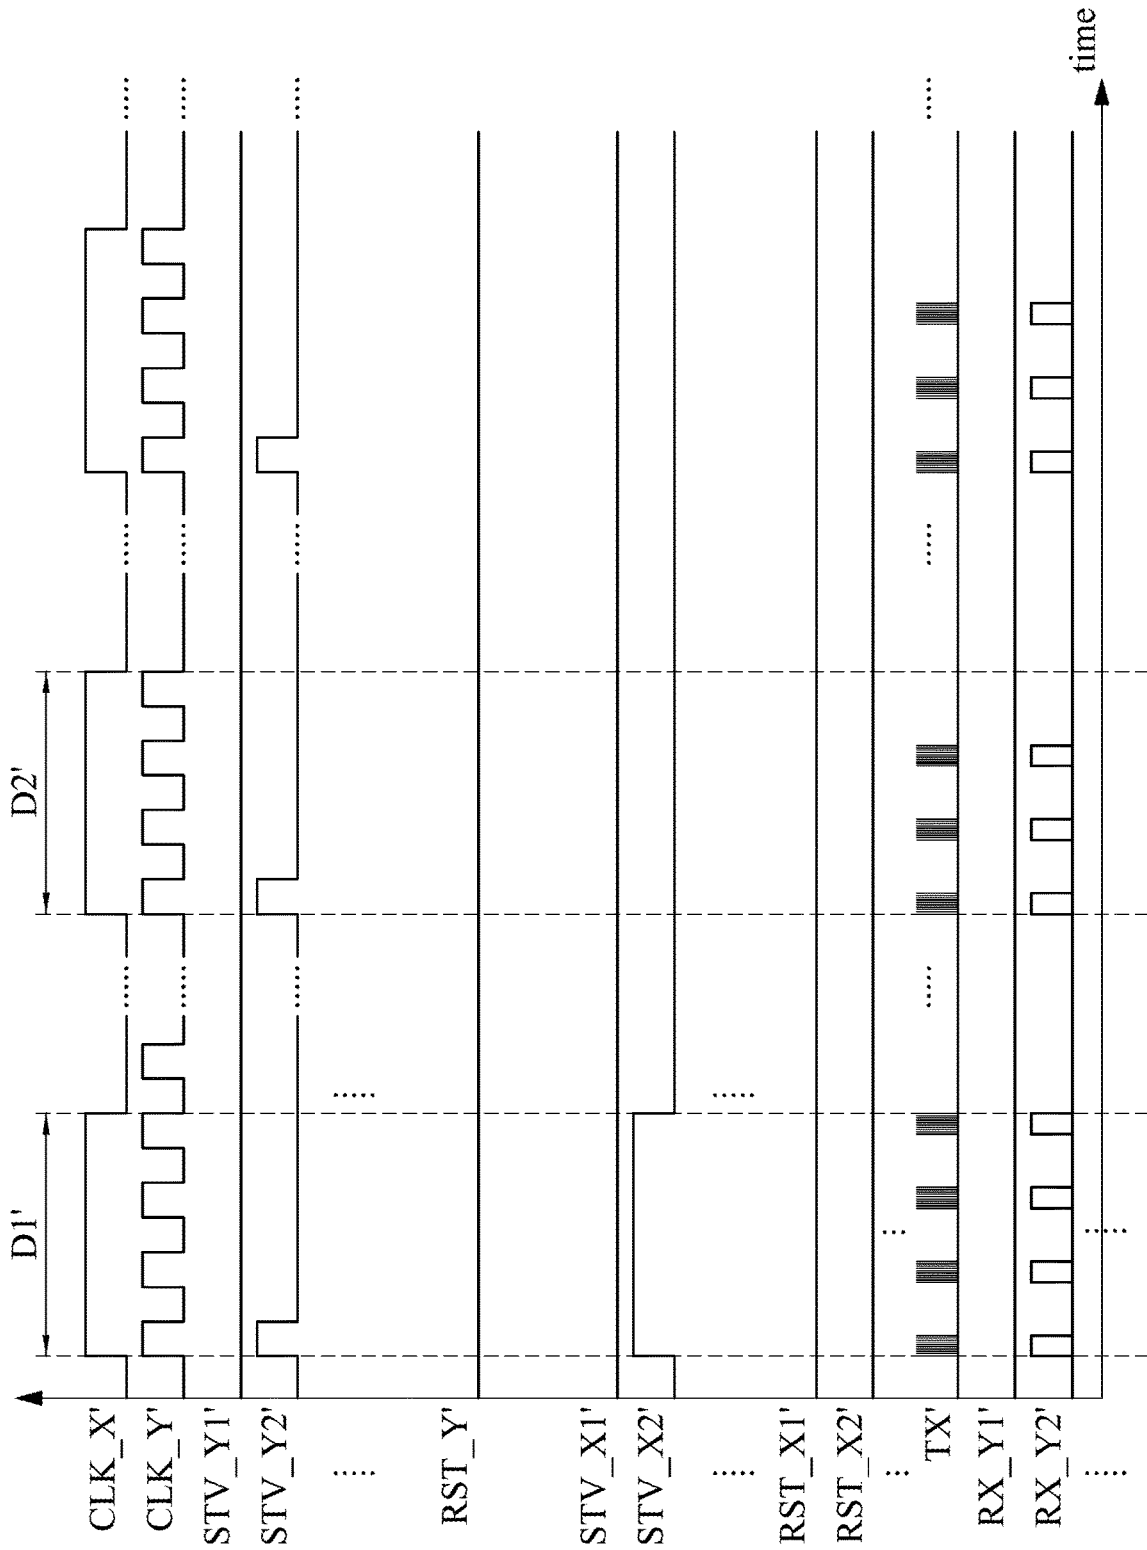 D1'
D2'
CLK_X'
CLK_Y'
STV_Y1'
STV_Y2'
RST_Y'
STV_X1'
STV_X2'
RST_X1'
RST_X2'
TX'
RX_Y1'
RX_Y2'
time